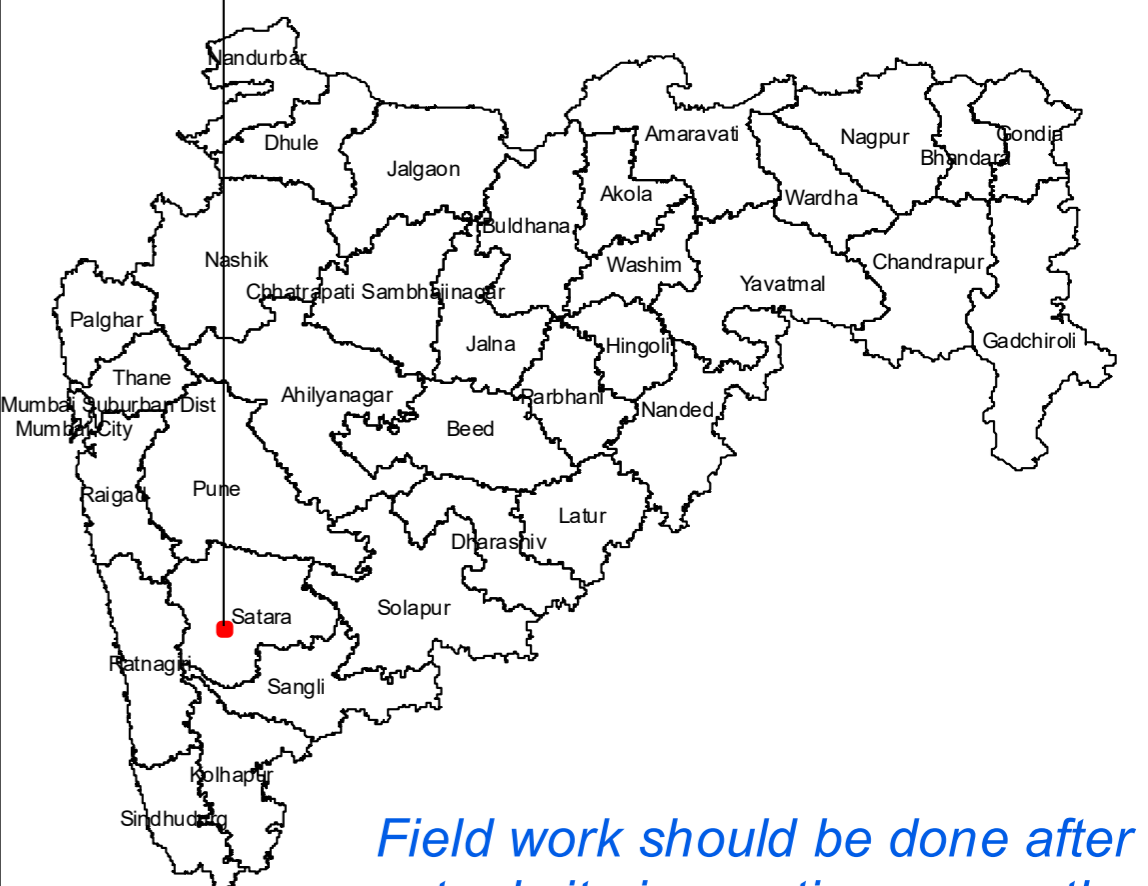 Nandurbar
Dhule
Jalgaon
Amaravati
Nagpur
Gondia
Bhandara
Akola
Wardha
Buldhana
Nashik
Washim
Chandrapur
Yavatmal
Chhatrapati Sambhajinagar
Palghar
Jalna
Hingoli
Gadchiroli
Thane
Ahilyanagar
Parbhani
Mumbai Suburban Dist
Nanded
Mumbai City
Beed
Pune
Raigad
Latur
Dharashiv
Solapur
Satara
Ratnagiri
Sangli
Kolhapur
Sindhudurg
Field work should be done after